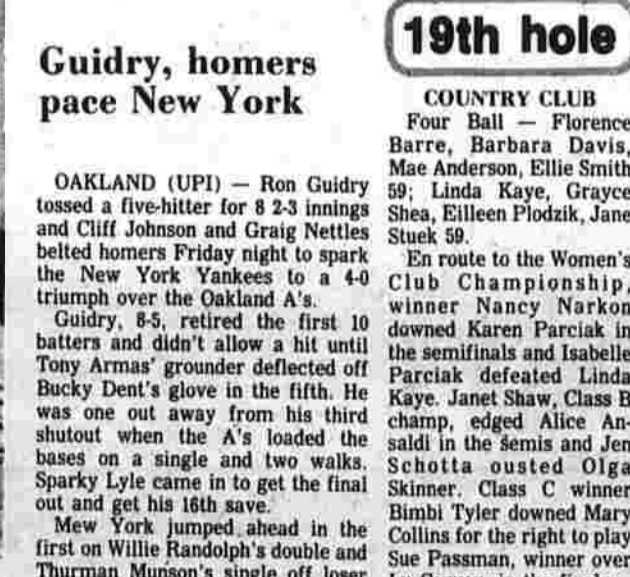 Guidry, homers
pace New York
OAKLAND (UPI) — Ron Guidry
tossed a five-hitter for 8 2-3 innings
and Cliff Johnson and Graig Nettles
belted homers Friday night to spark
the New York Yankees to a 4-0
triumph over the Oakland A's.
Guidry, 8-5, retired the first 10
batters and didn't allow a hit until
Tony Armas' grounder deflected off
Bucky Dent's glove in the fifth. He
was one out away from his third
shutout when the A's loaded the
bases on a single and two walks.
Sparky Lyle came in to get the final
out and get his 16th save.
Mew York jumped ahead in the
first on Willie Randolph's double and
Thurman Munson's single off loser
19th hole
COUNTRY CLUB
Four Ball — Florence
Barre, Barbara Davis,
Mae Anderson, Ellie Smith
59; Linda Kaye, Grayce
Shea, Eilleen Plodzik, Jane
Stuek 59.
En route to the Women's
Club Championship,
winner Nancy Narkon
downed Karen Parciak in
the semifinals and Isabelle
Parciak defeated Linda
Kaye. Janet Shaw, Class B
champ, edged Alice An-
saldi in the semis and Jen
Schotta ousted Olga
Skinner. Class C winner
Bimbi Tyler downed Mary
Collins for the right to play
Sue Passman, winner over